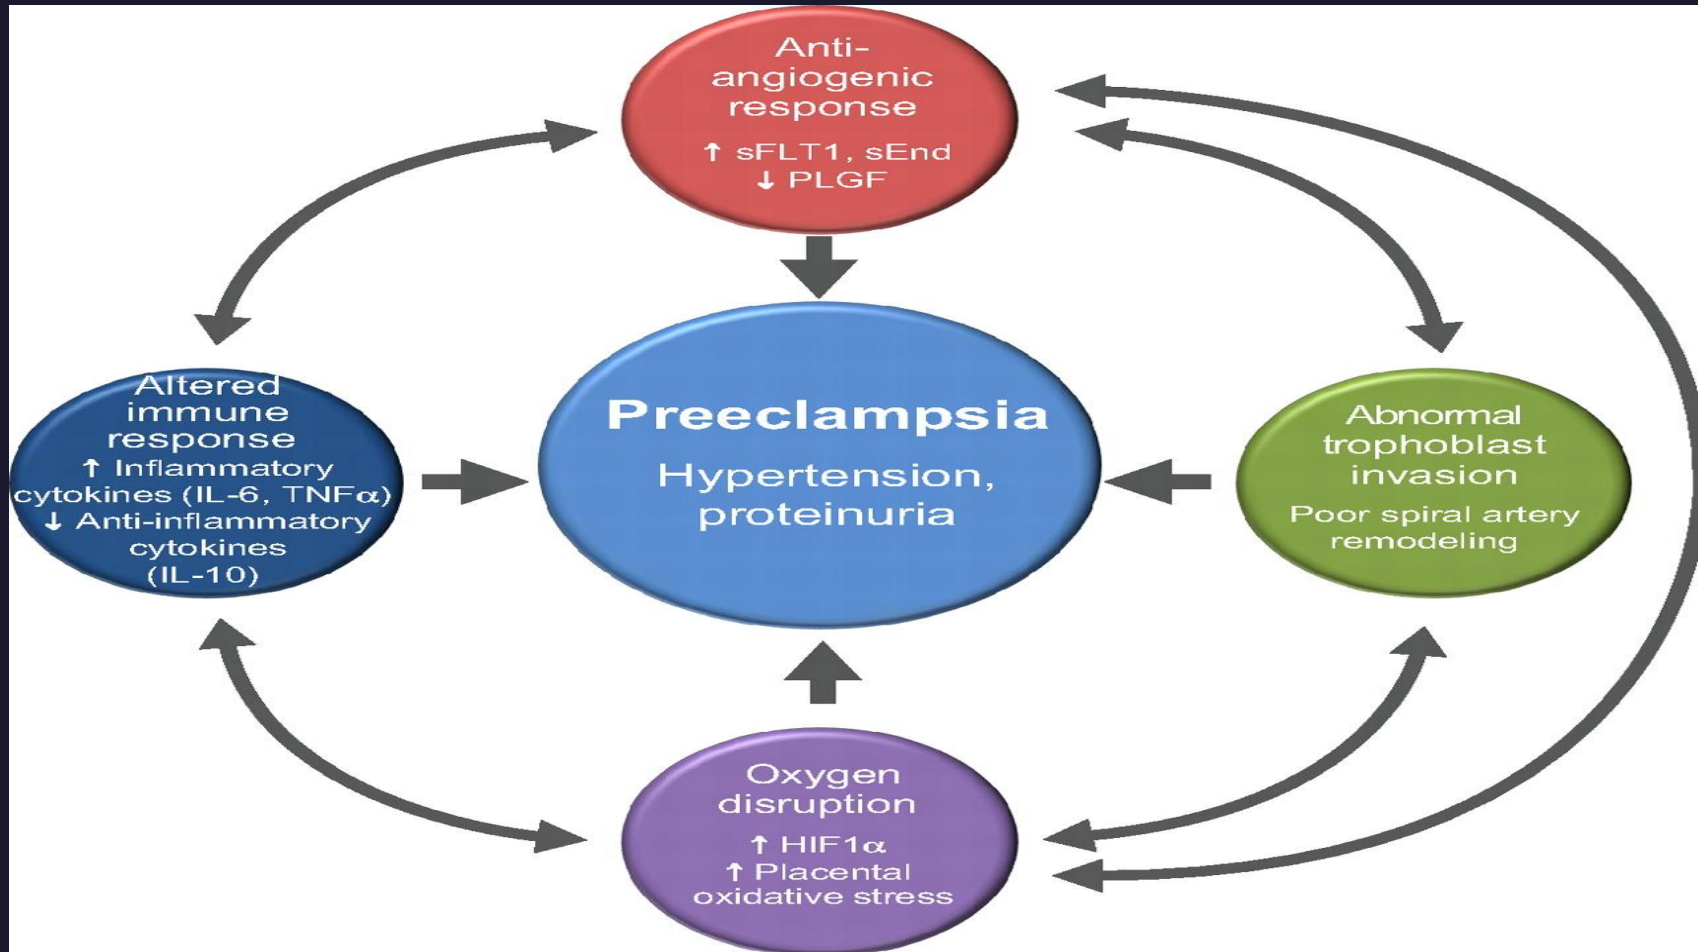 Anti-
angiogenic
response
↑ sFLT1, sEnd
↓ PLGF
Altered
immune
response
↑ Inflammatory
cytokines (IL-6, TNFα)
↓ Anti-inflammatory
cytokines
(IL-10)
Preeclampsia
Hypertension,
proteinuria
Abnormal
trophoblast
invasion
Poor spiral artery
remodeling
Oxygen
disruption
↑ HIF1α
↑ Placental
oxidative stress